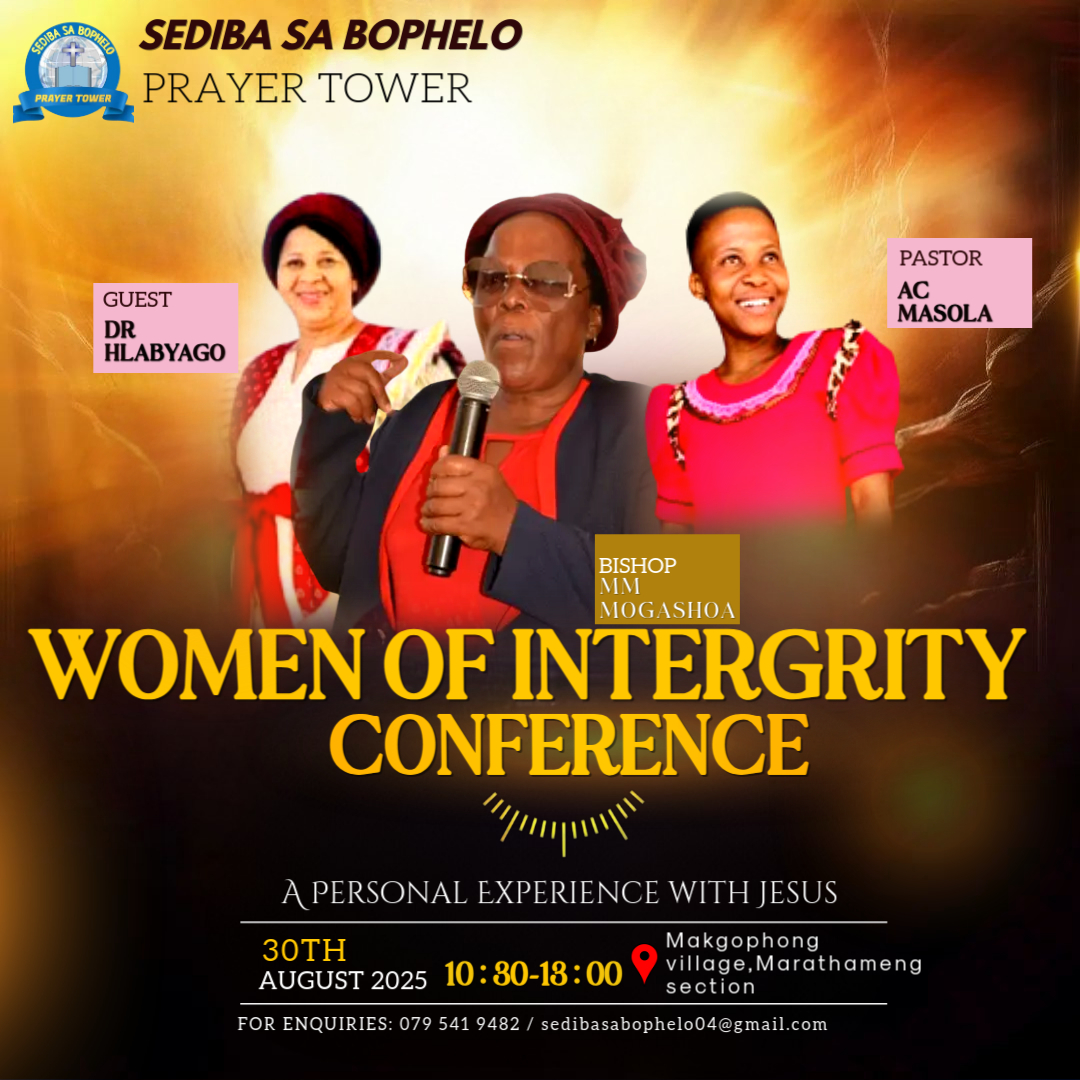 SEDIBA SA BOPHELO
PRAYER TOWER
SEDIBA SA BOPHELO
PRAYER TOWER
PASTOR
AC
MASOLA
GUEST
DR
HLABYAGO
BISHOP
MM
MOGASHOA
WOMEN OF INTERGRITY
CONFERENCE
A PERSONAL EXPERIENCE WITH JESUS
30TH
AUGUST 2025
10:30-13:00
Makgophong
village,Marathameng
section
FOR ENQUIRIES: 079 541 9482 / sedibasabophelo04@gmail.com